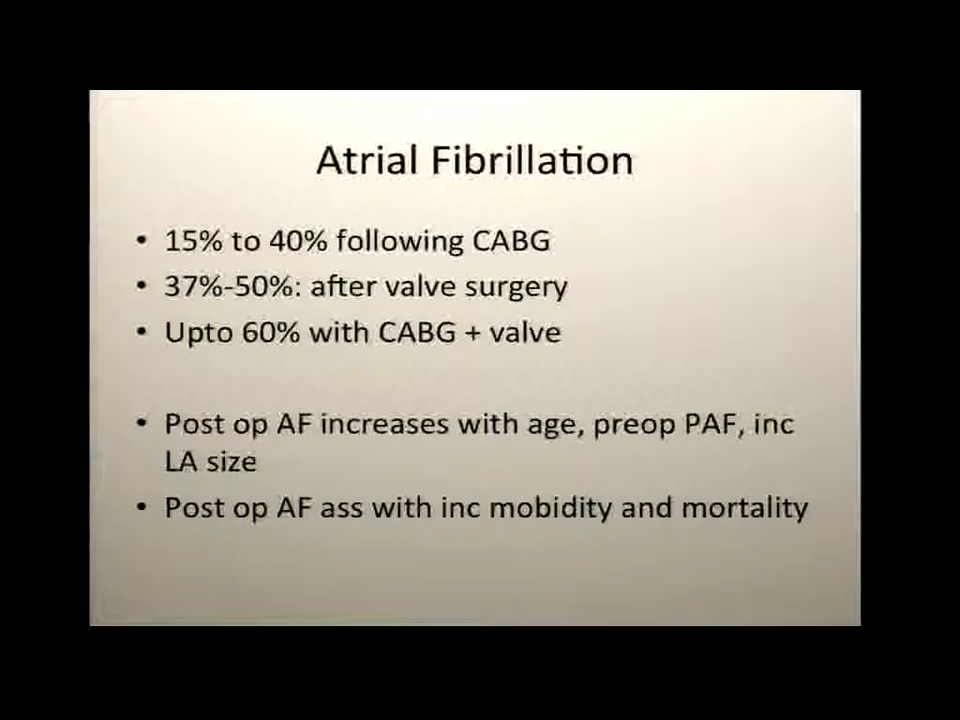 Atrial Fibrillation
• 15% to 40% following CABG
• 37%-50%: after valve surgery
• Upto 60% with CABG + valve
• Post op AF increases with age, preop PAF, inc
LA size
• Post op AF ass with inc mobidity and mortality